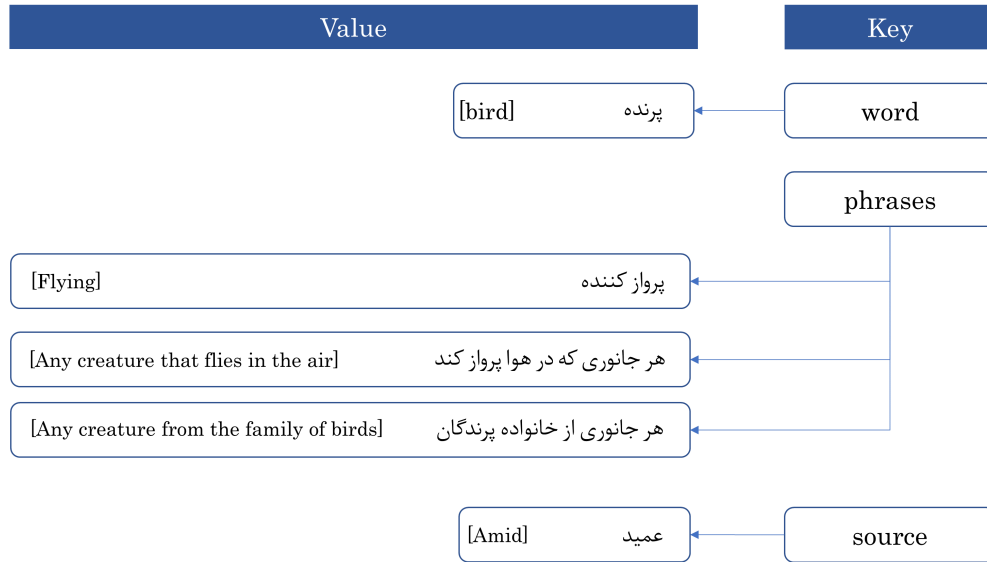 Value Key
[bird] پرنده word
phrases
[Flying] پرواز کننده
[Any creature that flies in the air] هر جانوری که در هوا پرواز کند
[Any creature from the family of birds] هر جانوری از خانواده پرندگان
[Amid] عمید source